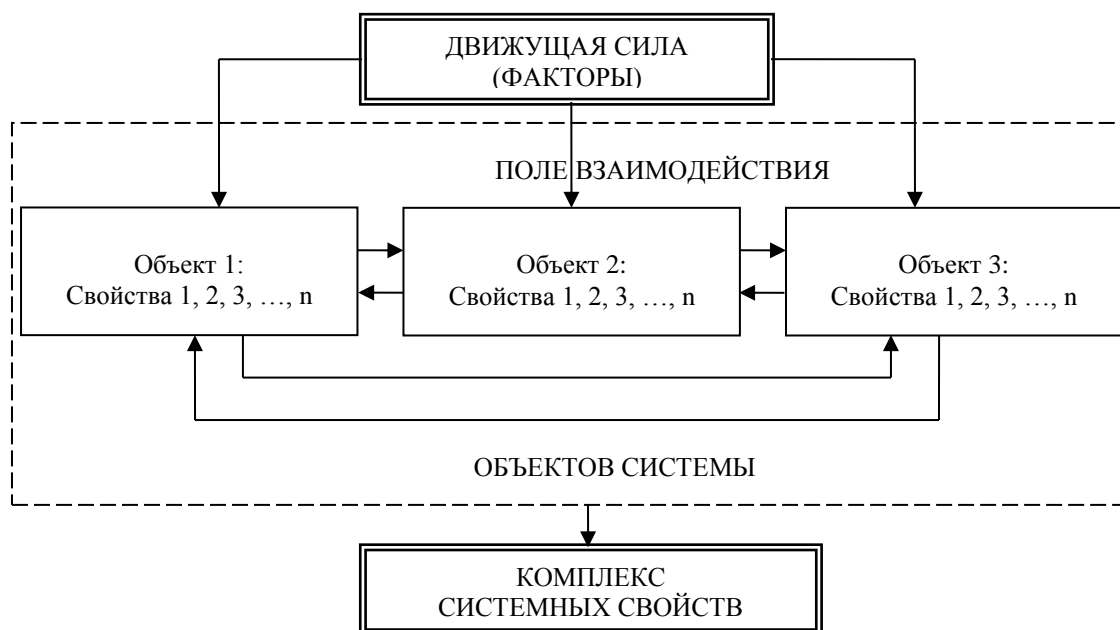 ДВИЖУЩАЯ СИЛА
(ФАКТОРЫ)
ПОЛЕ ВЗАИМОДЕЙСТВИЯ
Объект 1:
Свойства 1, 2, 3, …, n
Объект 2:
Свойства 1, 2, 3, …, n
Объект 3:
Свойства 1, 2, 3, …, n
ОБЪЕКТОВ СИСТЕМЫ
КОМПЛЕКС
СИСТЕМНЫХ СВОЙСТВ